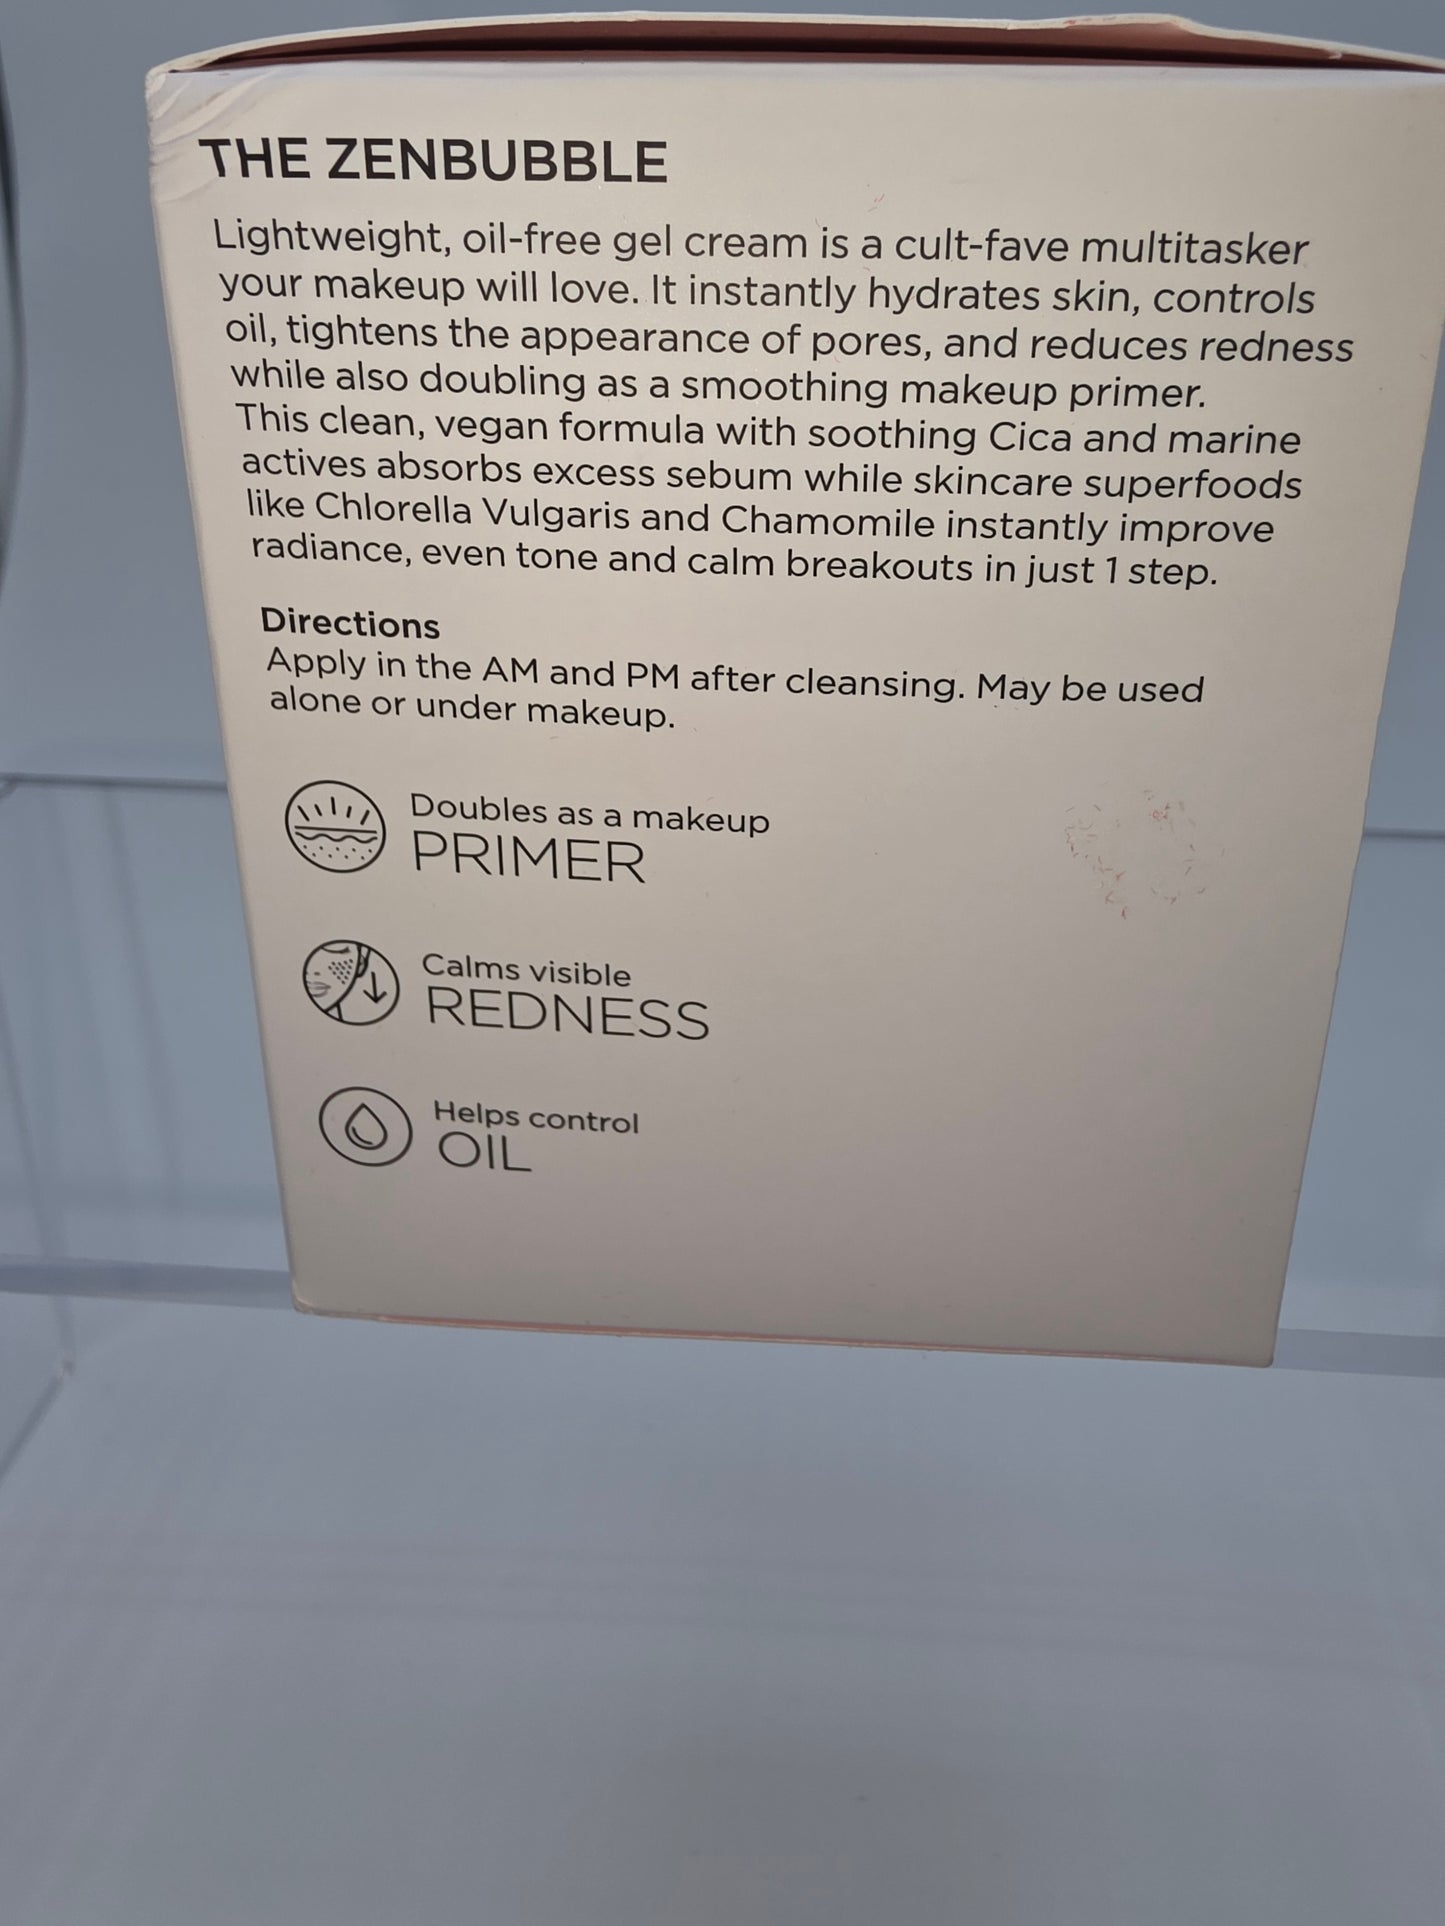 THE ZENBUBBLE
Lightweight, oil-free gel cream is a cult-fave multitasker
your makeup will love. It instantly hydrates skin, controls
oil, tightens the appearance of pores, and reduces redness
while also doubling as a smoothing makeup primer.
This clean, vegan formula with soothing Cica and marine
actives absorbs excess sebum while skincare superfoods
like Chlorella Vulgaris and Chamomile instantly improve
radiance, even tone and calm breakouts in just 1 step.
Directions
Apply in the AM and PM after cleansing. May be used
alone or under makeup.
Doubles as a makeup
PRIMER
Calms visible
REDNESS
Helps control
OIL